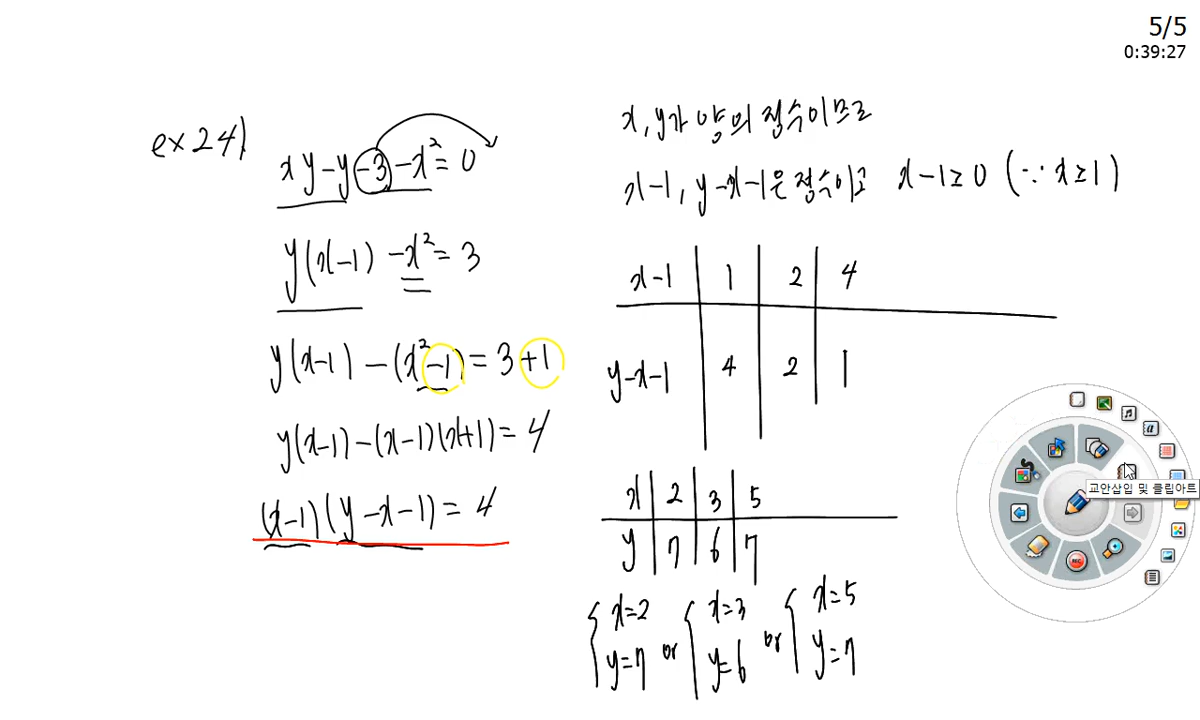 5/5
0:39:27
ex 24)
xy-y-3-x²=0
y(x-1) -x²=3
y(x-1) -(x²-1)=3+1
y(x-1)-(x-1)(x+1)=4
(x-1)(y-x-1)=4
x, y가 양의 정수이므로
x-1, y-x-1은 정수이고 x-1≥0 (∵x≥1)
x-1 1 2 4
y-x-1 4 2 1
x 2 3 5
y 7 6 7
x=2 x=3 x=5
y=7 or y=6 or y=7
교안삽입 및 클립아트
REC